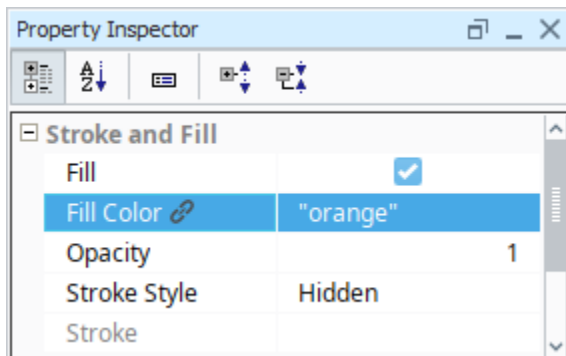 Property Inspector
A
Z
Stroke and Fill
Fill
Fill Color "orange"
Opacity 1
Stroke Style Hidden
Stroke